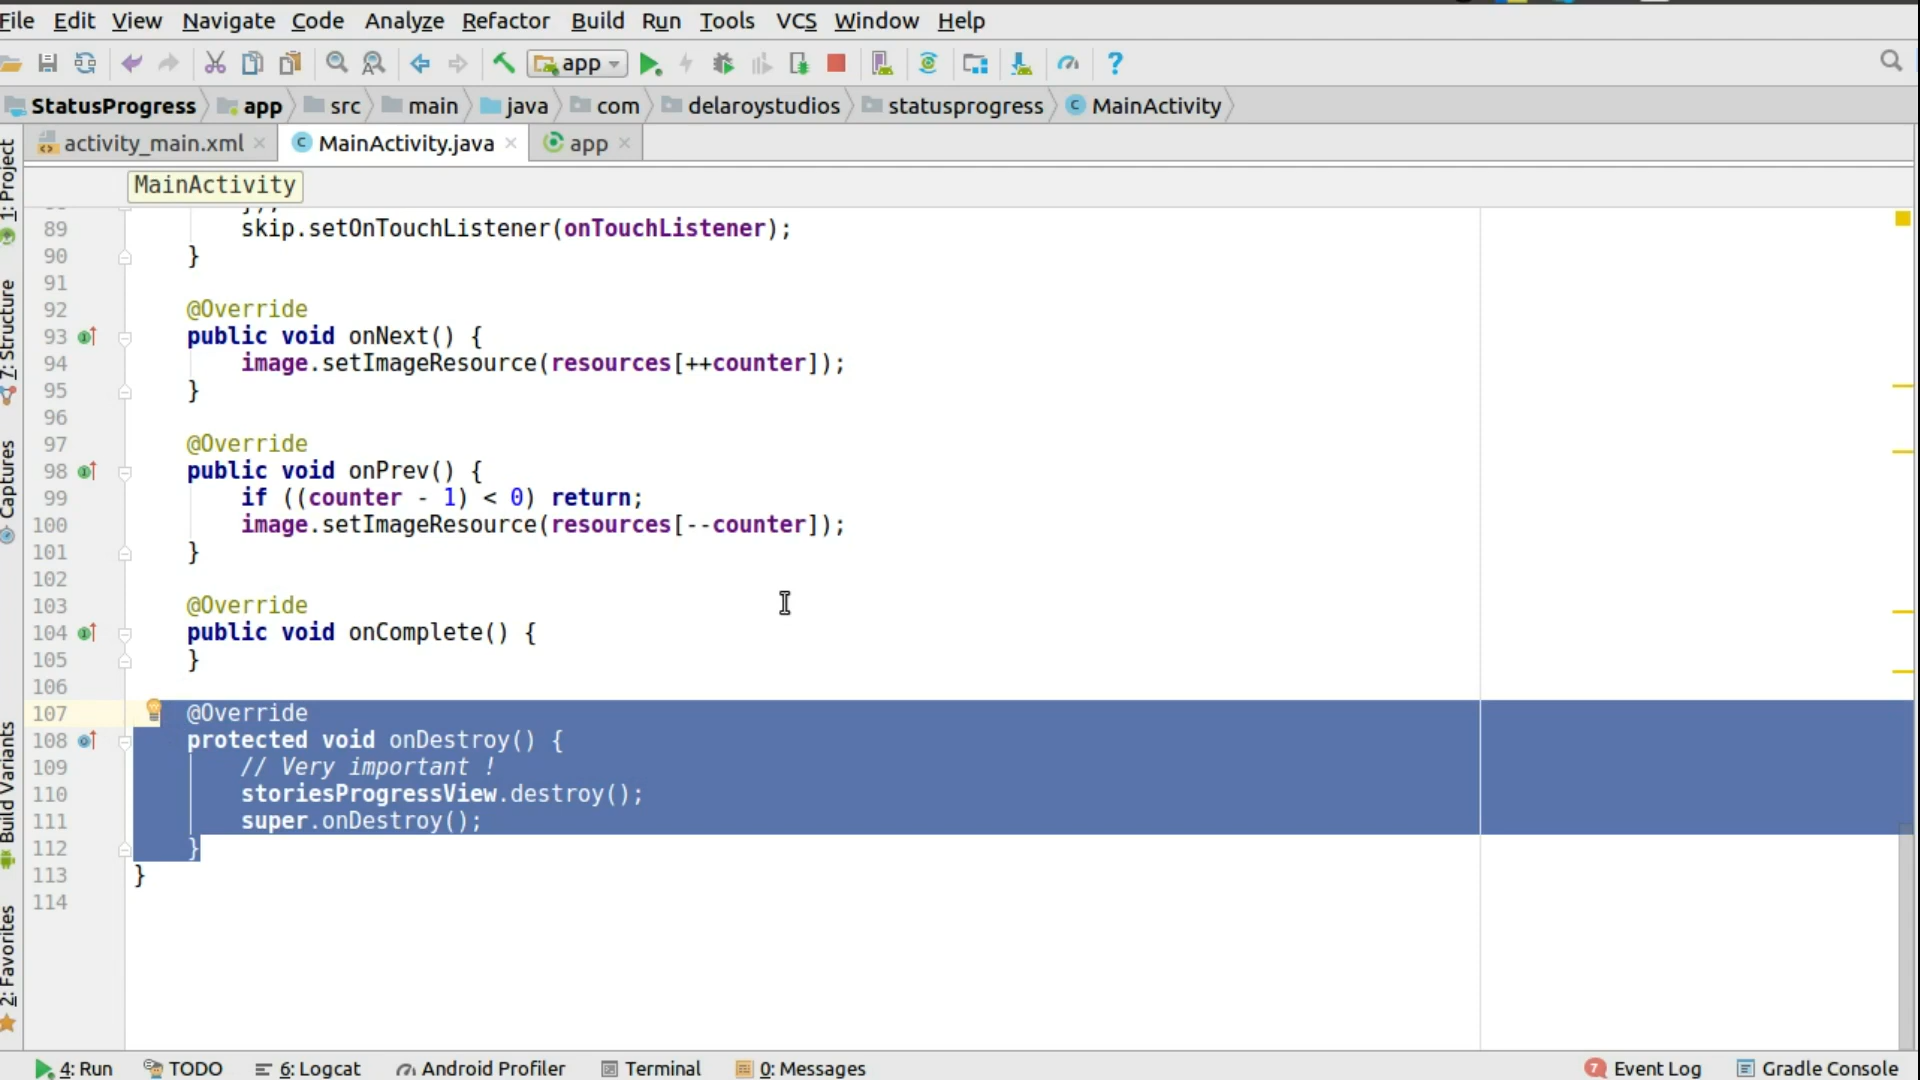 File Edit View Navigate Code Analyze Refactor Build Run Tools VCS Window Help
app
StatusProgress app src main java com delaroystudios statusprogress MainActivity
activity_main.xml MainActivity.java app
MainActivity
1: Project
7: Structure
Captures
Build Variants
2: Favorites
89 skip.setOnTouchListener(onTouchListener);
90 }
91
92 @Override
93 public void onNext() {
94 image.setImageResource(resources[++counter]);
95 }
96
97 @Override
98 public void onPrev() {
99 if ((counter - 1) < 0) return;
100 image.setImageResource(resources[--counter]);
101 }
102
103 @Override
104 public void onComplete() {
105 }
106
107 @Override
108 protected void onDestroy() {
109 // Very important !
110 storiesProgressView.destroy();
111 super.onDestroy();
112 }
113 }
114
4: Run TODO 6: Logcat Android Profiler Terminal 0: Messages 7 Event Log Gradle Console